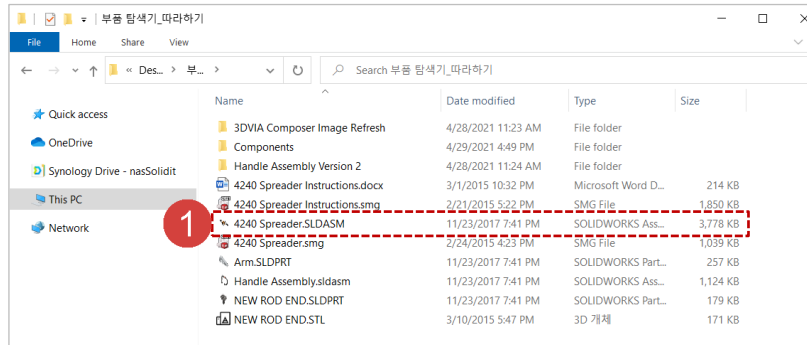 부품 탐색기_따라하기
File Home Share View
« Des... > 부... > Search 부품 탐색기_따라하기
Name Date modified Type Size
Quick access
OneDrive
Synology Drive - nasSolidit
This PC
Network
3DVIA Composer Image Refresh 4/28/2021 11:23 AM File folder
Components 4/29/2021 4:49 PM File folder
Handle Assembly Version 2 4/28/2021 11:24 AM File folder
4240 Spreader Instructions.docx 3/1/2015 10:32 PM Microsoft Word D... 214 KB
4240 Spreader Instructions.smg 2/21/2015 5:22 PM SMG File 1,850 KB
1 4240 Spreader.SLDASM 11/23/2017 7:41 PM SOLIDWORKS Ass... 3,778 KB
4240 Spreader.smg 2/24/2015 4:23 PM SMG File 1,039 KB
Arm.SLDPRT 11/23/2017 7:41 PM SOLIDWORKS Part... 257 KB
Handle Assembly.sldasm 11/23/2017 7:41 PM SOLIDWORKS Ass... 1,124 KB
NEW ROD END.SLDPRT 11/23/2017 7:41 PM SOLIDWORKS Part... 179 KB
NEW ROD END.STL 3/10/2015 5:47 PM 3D 개체 171 KB